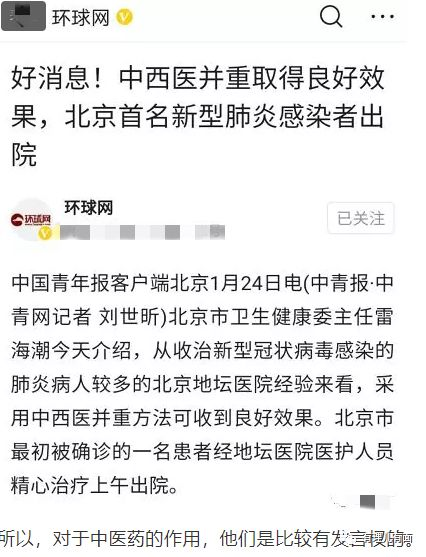 环球网
好消息！中西医并重取得良好效
果，北京首名新型肺炎感染者出
院
环球网
环球网
已关注
中国青年报客户端北京1月24日电(中青报·中
青网记者 刘世昕)北京市卫生健康委主任雷
海潮今天介绍，从收治新型冠状病毒感染的
肺炎病人较多的北京地坛医院经验来看，采
用中西医并重方法可收到良好效果。北京市
最初被确诊的一名患者经地坛医院医护人员
精心治疗上午出院。
所以，对于中医药的作用，他们是比较有发言权的。